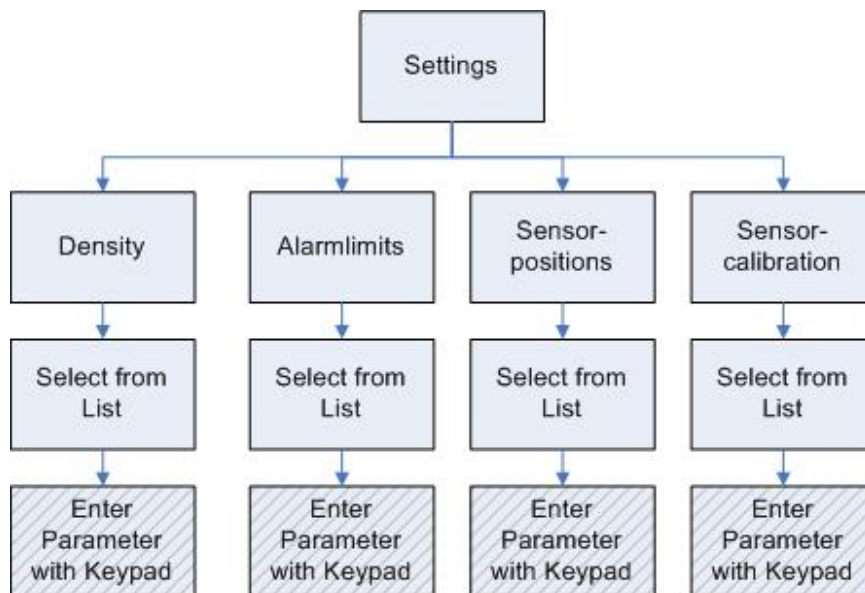 Settings
Density
Alarmlimits
Sensor-
positions
Sensor-
calibration
Select from
List
Select from
List
Select from
List
Select from
List
Enter
Parameter
with Keypad
Enter
Parameter
with Keypad
Enter
Parameter
with Keypad
Enter
Parameter
with Keypad